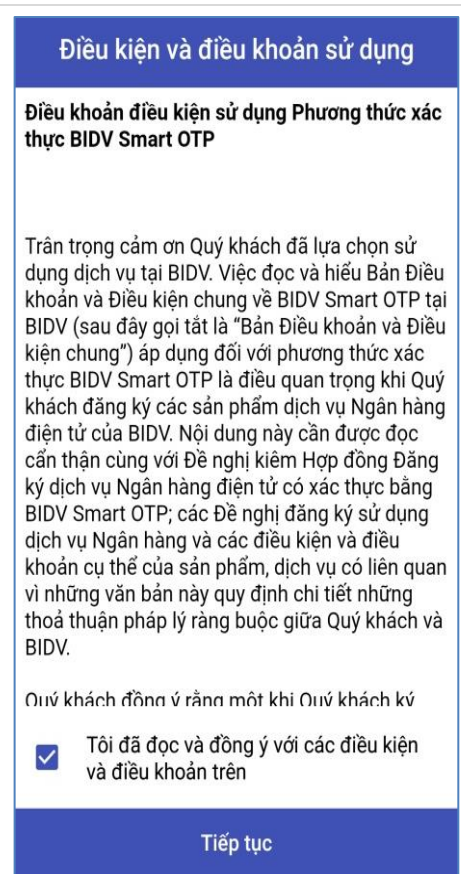 Điều kiện và điều khoản sử dụng
Điều khoản điều kiện sử dụng Phương thức xác
thực BIDV Smart OTP
Trân trọng cảm ơn Quý khách đã lựa chọn sử
dụng dịch vụ tại BIDV. Việc đọc và hiểu Bản Điều
khoản và Điều kiện chung về BIDV Smart OTP tại
BIDV (sau đây gọi tắt là “Bản Điều khoản và Điều
kiện chung”) áp dụng đối với phương thức xác
thực BIDV Smart OTP là điều quan trọng khi Quý
khách đăng ký các sản phẩm dịch vụ Ngân hàng
điện tử của BIDV. Nội dung này cần được đọc
cẩn thận cùng với Đề nghị kiêm Hợp đồng Đăng
ký dịch vụ Ngân hàng điện tử có xác thực bằng
BIDV Smart OTP; các Đề nghị đăng ký sử dụng
dịch vụ Ngân hàng và các điều kiện và điều
khoản cụ thể của sản phẩm, dịch vụ có liên quan
vì những văn bản này quy định chi tiết những
thoả thuận pháp lý ràng buộc giữa Quý khách và
BIDV.
Quý khách đồng ý rằng một khi Quý khách ký
Tôi đã đọc và đồng ý với các điều kiện
và điều khoản trên
Tiếp tục